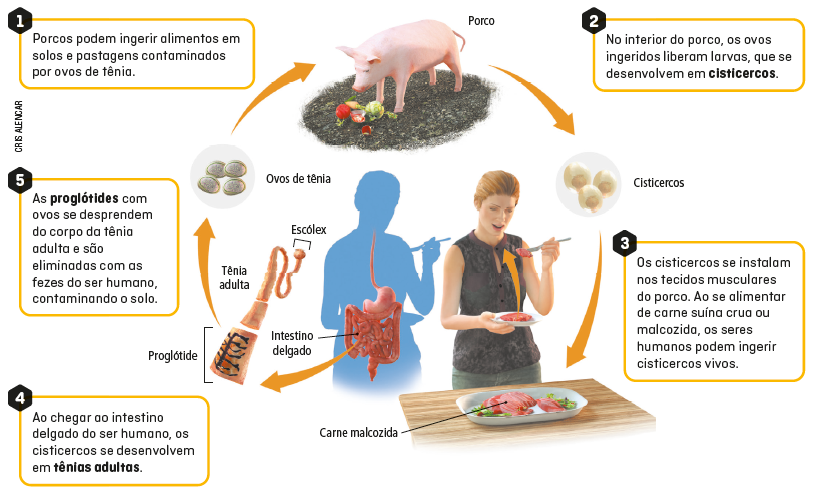 1
Porcos podem ingerir alimentos em
solos e pastagens contaminados
por ovos de tênia.
Porco
2
No interior do porco, os ovos
ingeridos liberam larvas, que se
desenvolvem em cisticercos.
CRIS ALENCAR
Ovos de tênia
Cisticercos
5
As proglótides com
ovos se desprendem
do corpo da tênia
adulta e são
eliminadas com as
fezes do ser humano,
contaminando o solo.
Escólex
Tênia
adulta
3
Os cisticercos se instalam
nos tecidos musculares
do porco. Ao se alimentar
de carne suína crua ou
malcozida, os seres
humanos podem ingerir
cisticercos vivos.
Intestino
delgado
Proglótide
4
Ao chegar ao intestino
delgado do ser humano, os
cisticercos se desenvolvem
em tênias adultas.
Carne malcozida